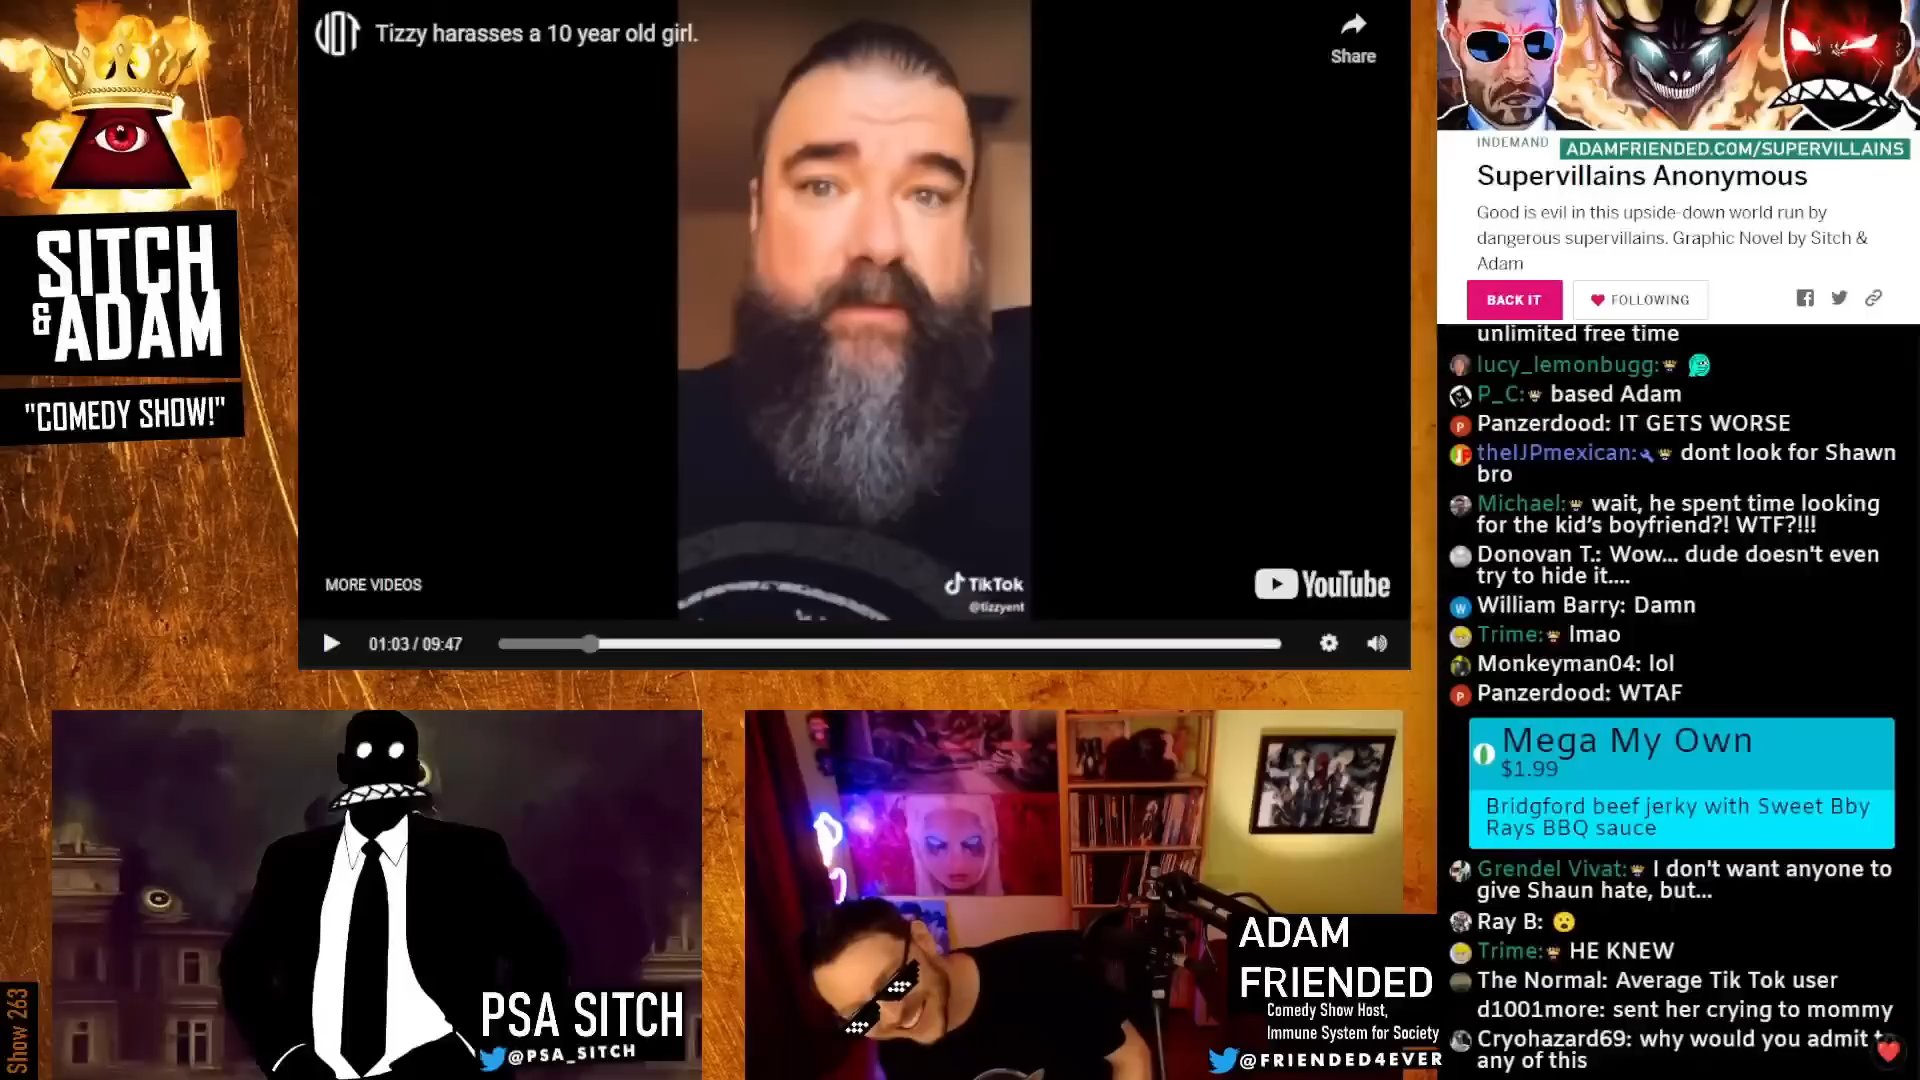 Tizzy harasses a 10 year old girl.
Share
MORE VIDEOS
TikTok
@tizzyent
YouTube
01:03 / 09:47
SITCH
& ADAM
"COMEDY SHOW!"
Show 263
PSA SITCH
@PSA_SITCH
ADAM
FRIENDED
Comedy Show Host,
Immune System for Society
@FRIENDED4EVER
INDEMAND
ADAMFRIENDED.COM/SUPERVILLAINS
Supervillains Anonymous
Good is evil in this upside-down world run by
dangerous supervillains. Graphic Novel by Sitch &
Adam
BACK IT
FOLLOWING
unlimited free time
lucy_lemonbugg:
P_C: based Adam
Panzerdood: IT GETS WORSE
theIJPmexican: dont look for Shawn
bro
Michael: wait, he spent time looking
for the kid's boyfriend?! WTF?!!!
Donovan T.: Wow... dude doesn't even
try to hide it....
William Barry: Damn
Trime: lmao
Monkeyman04: lol
Panzerdood: WTAF
Mega My Own
$1.99
Bridgford beef jerky with Sweet Bby
Rays BBQ sauce
Grendel Vivat: I don't want anyone to
give Shaun hate, but...
Ray B: 😮
Trime: HE KNEW
The Normal: Average Tik Tok user
d1001more: sent her crying to mommy
Cryohazard69: why would you admit
any of this